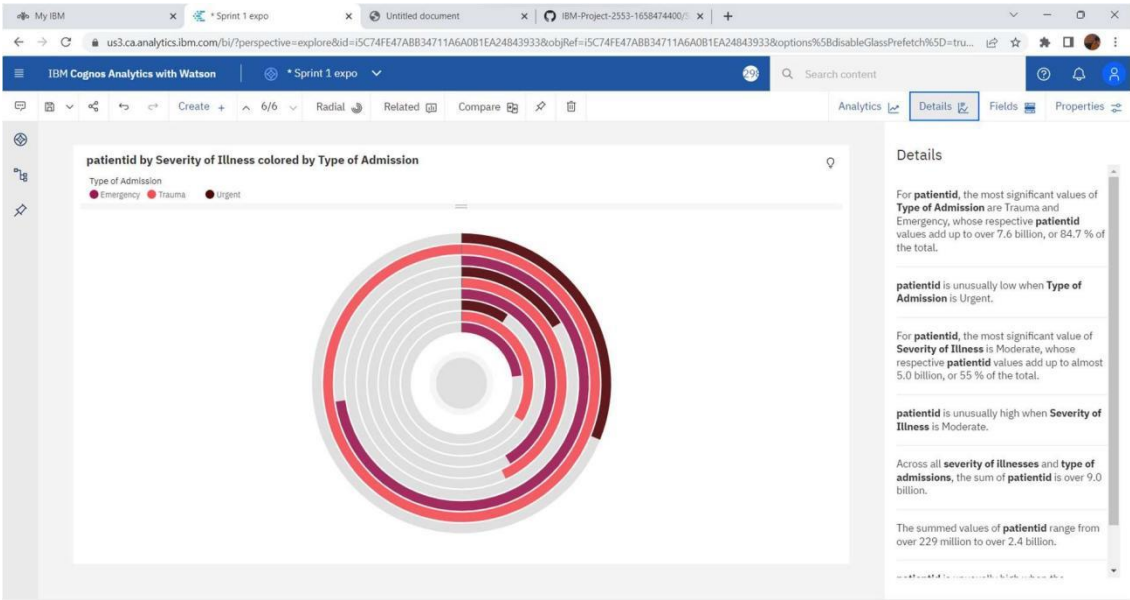 My IBM
* Sprint 1 expo
Untitled document
IBM-Project-2553-1658474400/
us3.ca.analytics.ibm.com/bi/?perspective=explore&id=i5C74FE47ABB34711A6A0B1EA24843933&objRef=i5C74FE47ABB34711A6A0B1EA24843933&options%5BdisableGlassPrefetch%5D=tru...
IBM Cognos Analytics with Watson
* Sprint 1 expo
Search content
Create
6/6
Radial
Related
Compare
Analytics
Details
Fields
Properties
patientid by Severity of Illness colored by Type of Admission
Type of Admission
Emergency Trauma Urgent
Details
For patientid, the most significant values of
Type of Admission are Trauma and
Emergency, whose respective patientid
values add up to over 7.6 billion, or 84.7 % of
the total.
patientid is unusually low when Type of
Admission is Urgent.
For patientid, the most significant value of
Severity of Illness is Moderate, whose
respective patientid values add up to almost
5.0 billion, or 55 % of the total.
patientid is unusually high when Severity of
Illness is Moderate.
Across all severity of illnesses and type of
admissions, the sum of patientid is over 9.0
billion.
The summed values of patientid range from
over 229 million to over 2.4 billion.